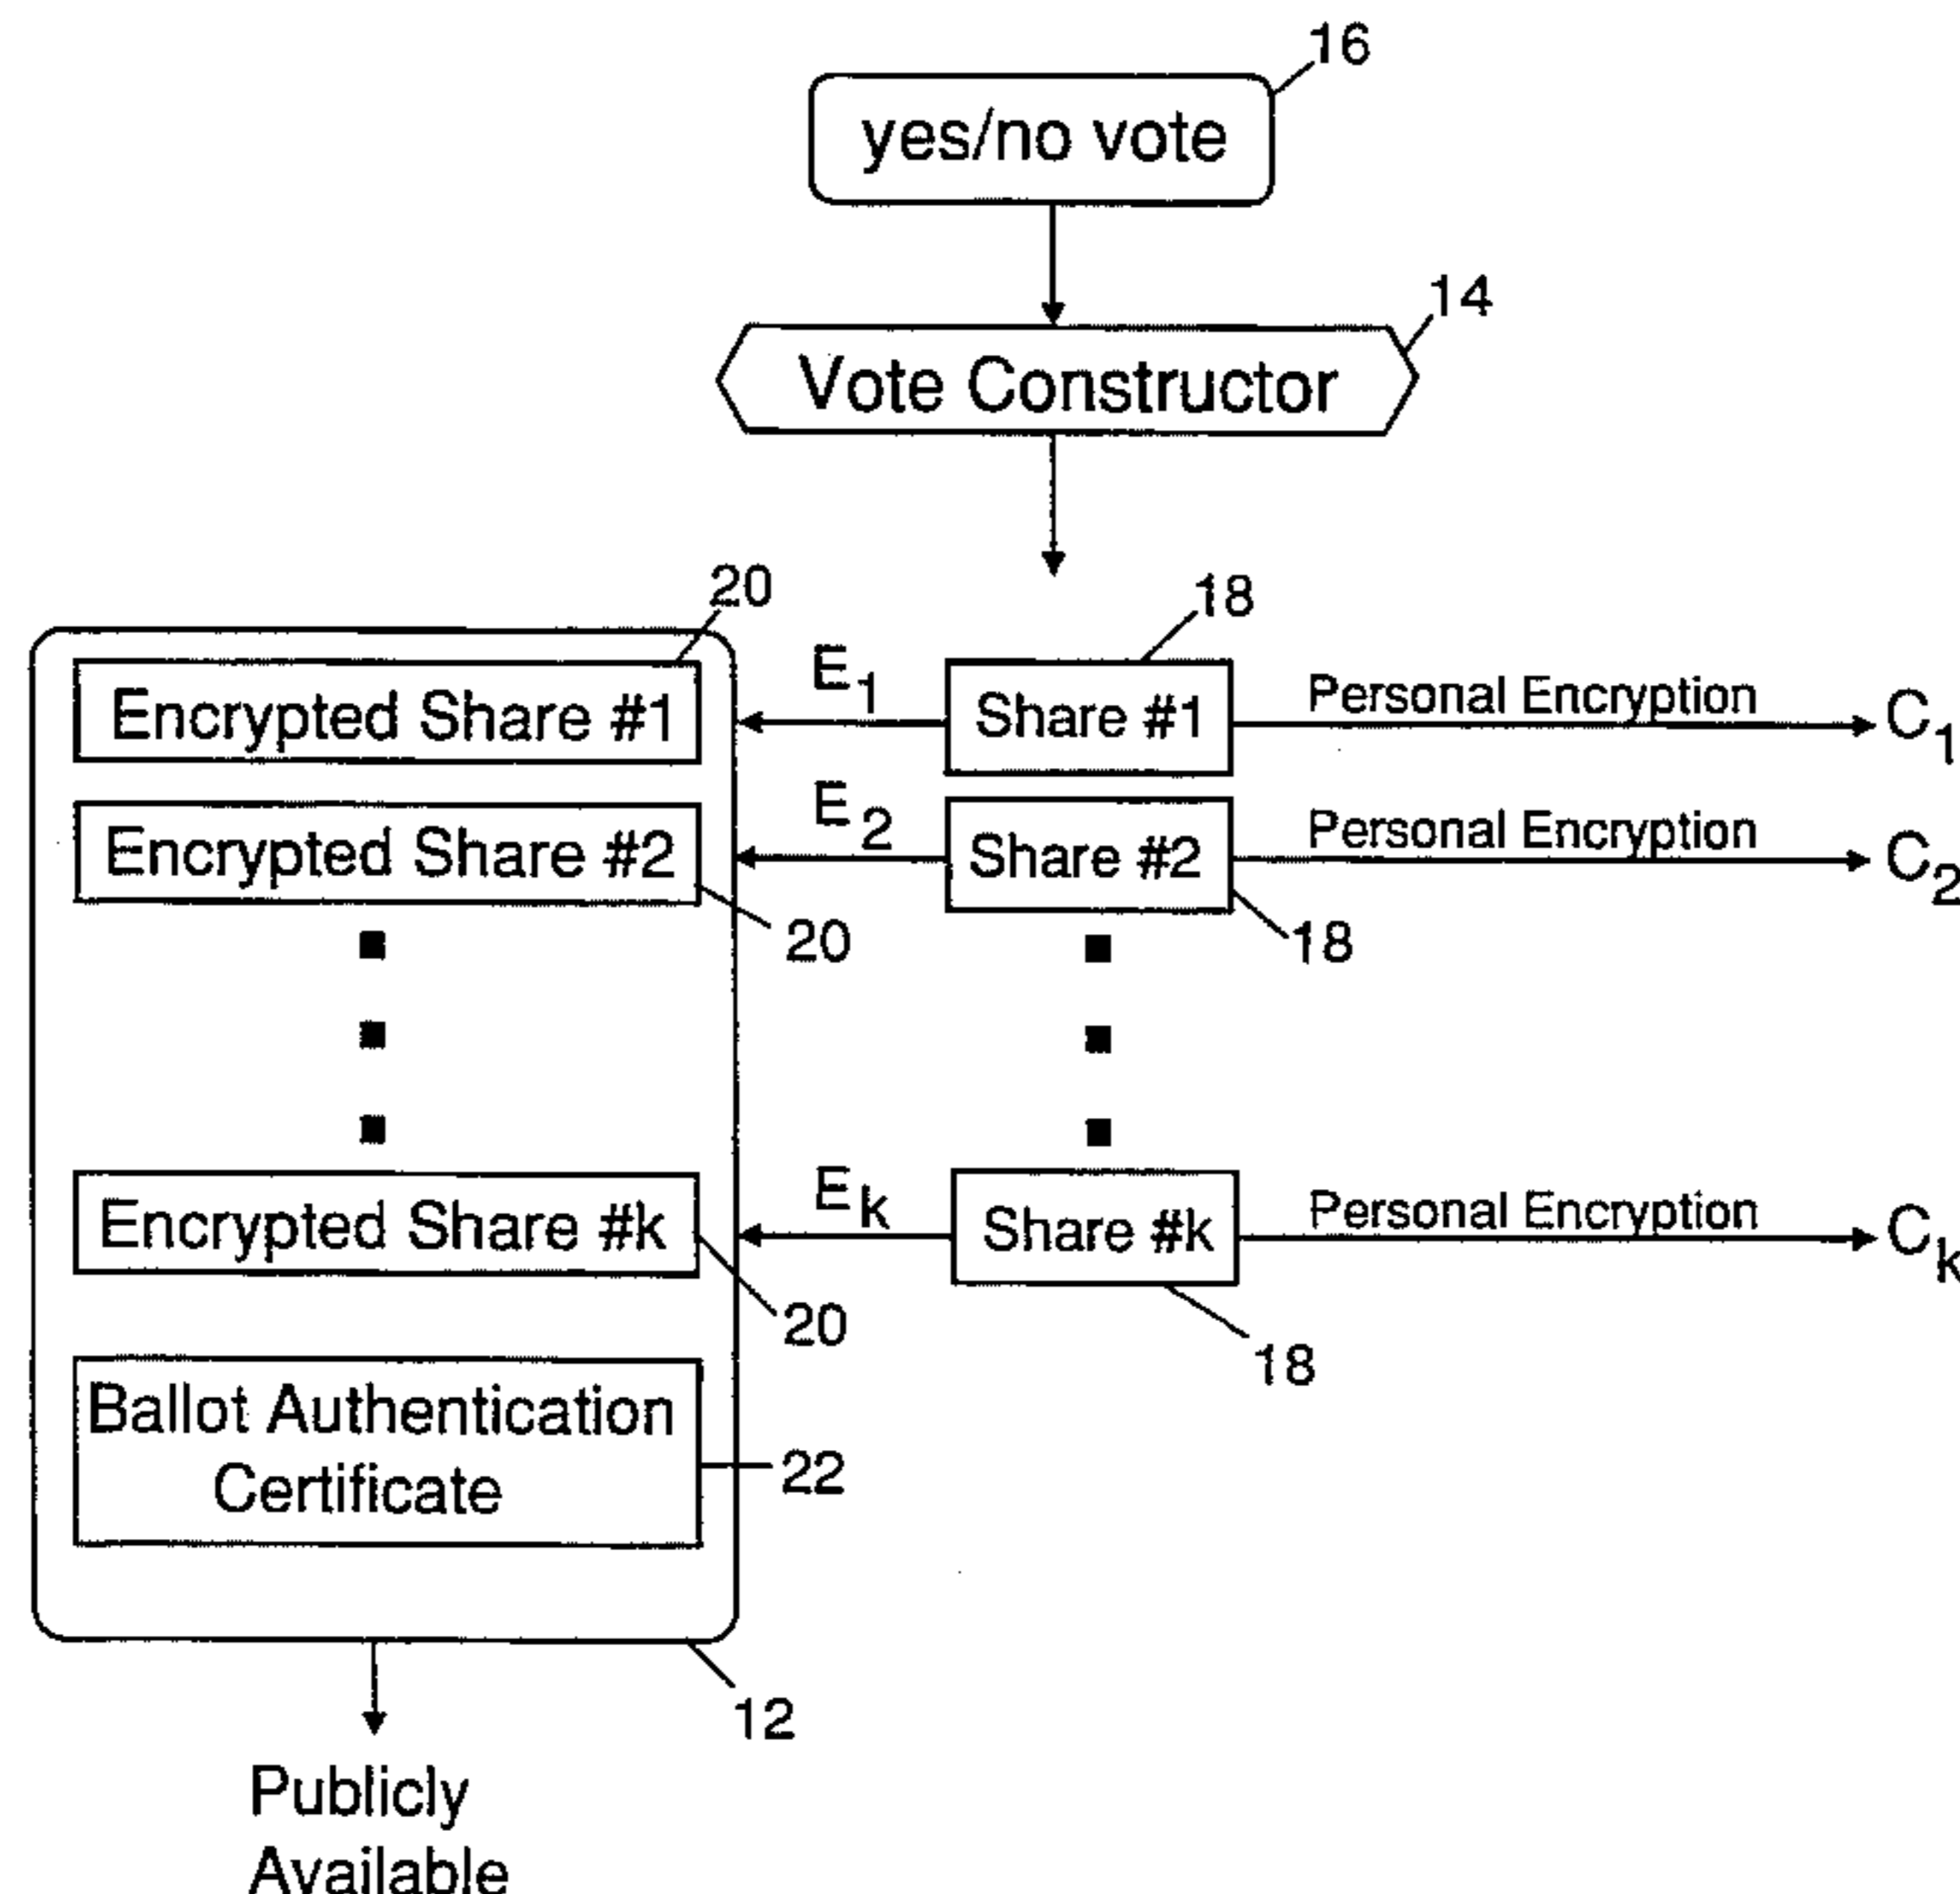 16
yes/no vote
14
Vote Constructor
20
18
Encrypted Share #1
E1
Share #1
Personal Encryption
C1
Encrypted Share #2
E2
Share #2
Personal Encryption
C2
20
18
Encrypted Share #k
Ek
Share #k
Personal Encryption
Ck
20
18
Ballot Authentication
Certificate
22
12
Publicly
Available